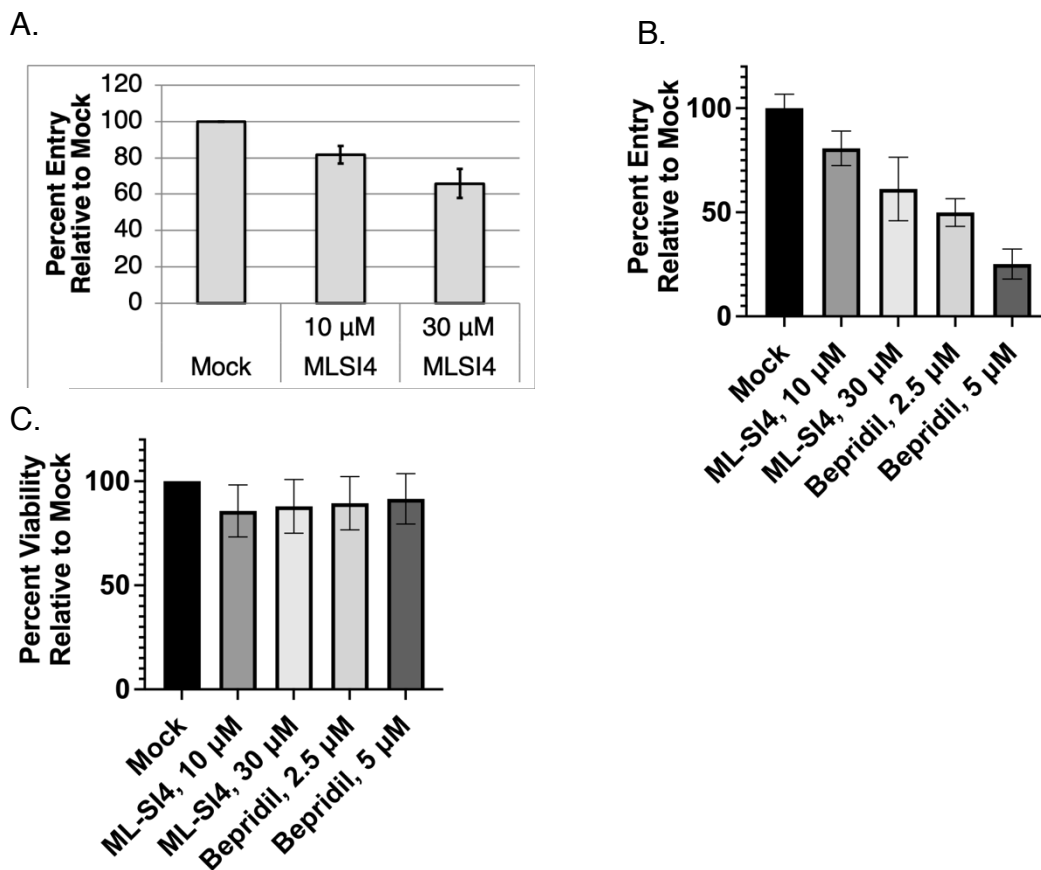 A.
Percent Entry
Relative to Mock
120
100
80
60
40
20
0
Mock
10 µM
MLSI4
30 µM
MLSI4
B.
Percent Entry
Relative to Mock
100
50
0
Mock
ML-SI4, 10 µM
ML-SI4, 30 µM
Bepridil, 2.5 µM
Bepridil, 5 µM
C.
Percent Viability
Relative to Mock
100
50
0
Mock
ML-SI4, 10 µM
ML-SI4, 30 µM
Bepridil, 2.5 µM
Bepridil, 5 µM